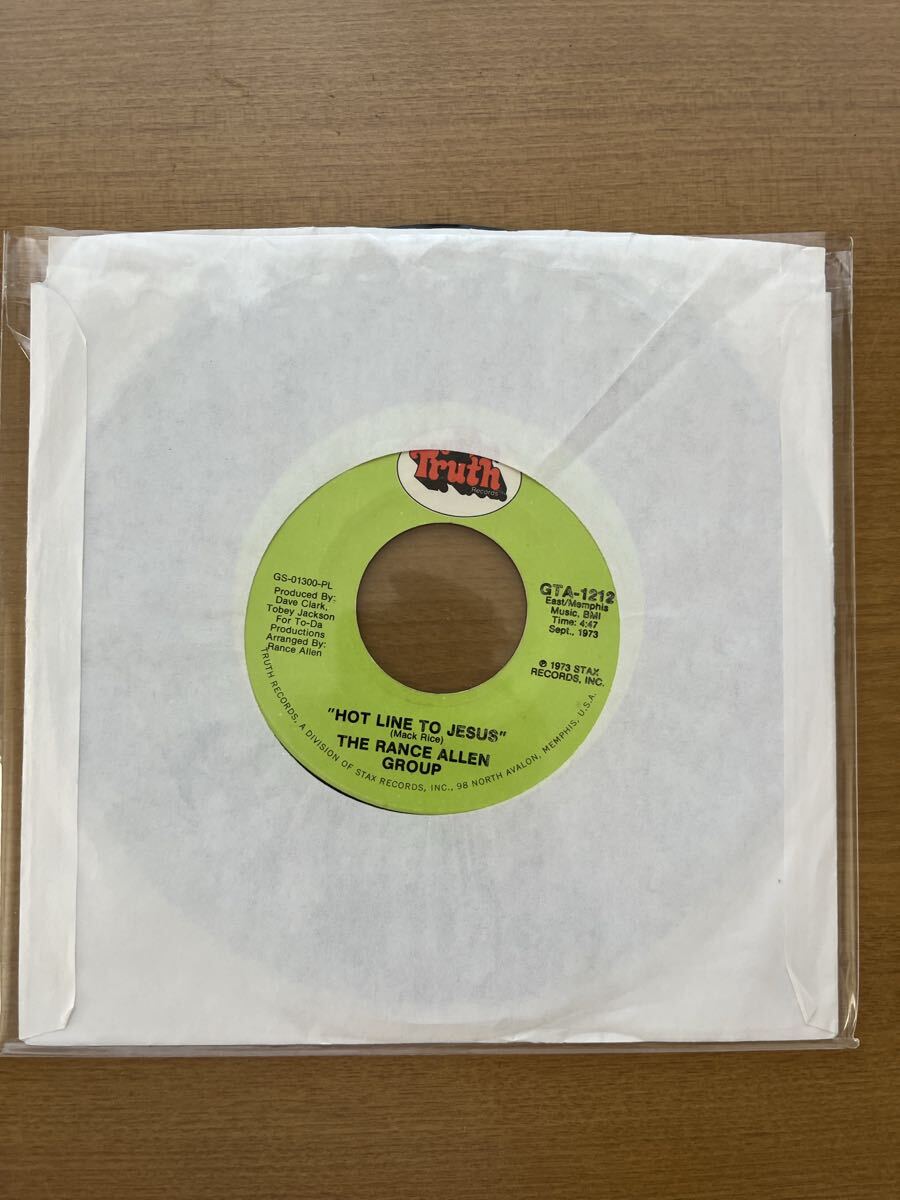 Truth
Records
GS-01300-PL
Produced By:
Dave Clark,
Tobey Jackson
For To-Da
Productions
Arranged By:
Rance Allen
GTA-1212
East/Memphis
Music, BMI
Time: 4:47
Sept., 1973
℗ 1973 STAX
RECORDS, INC.
"HOT LINE TO JESUS"
(Mack Rice)
THE RANCE ALLEN
GROUP
TRUTH RECORDS, A DIVISION OF STAX RECORDS, INC., 98 NORTH AVALON, MEMPHIS, U.S.A.